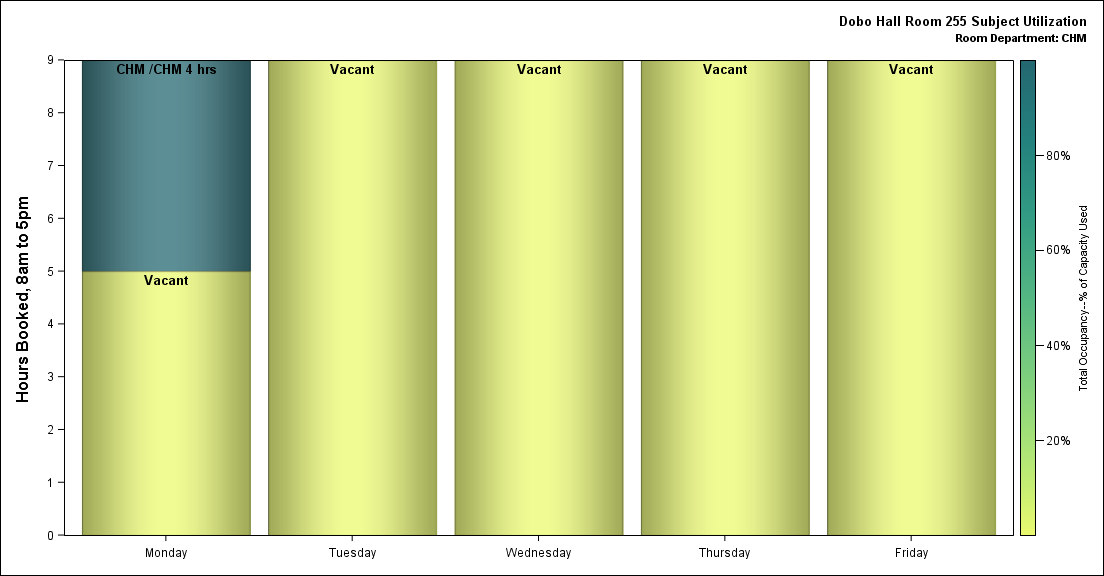 Dobo Hall Room 255 Subject Utilization
Room Department: CHM
Hours Booked, 8am to 5pm
9
8
7
6
5
4
3
2
1
0
CHM /CHM 4 hrs
Vacant
Vacant
Vacant
Vacant
Vacant
Monday
Tuesday
Wednesday
Thursday
Friday
80%
60%
40%
20%
Total Occupancy--% of Capacity Used